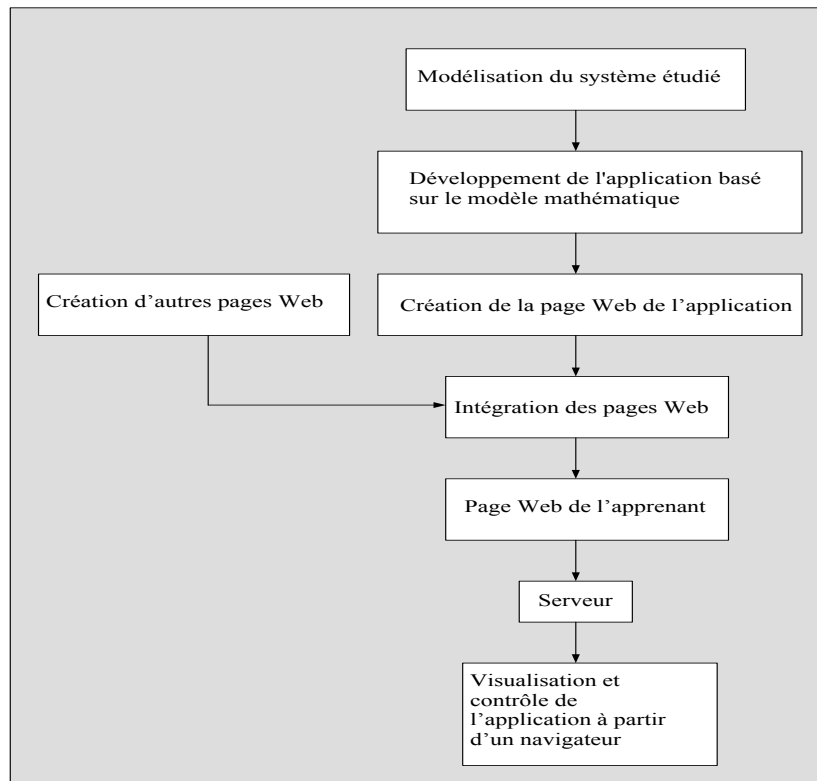 Modélisation du système étudié
Développement de l'application basé
sur le modèle mathématique
Création d’autres pages Web
Création de la page Web de l’application
Intégration des pages Web
Page Web de l’apprenant
Serveur
Visualisation et
contrôle de
l’application à partir
d’un navigateur